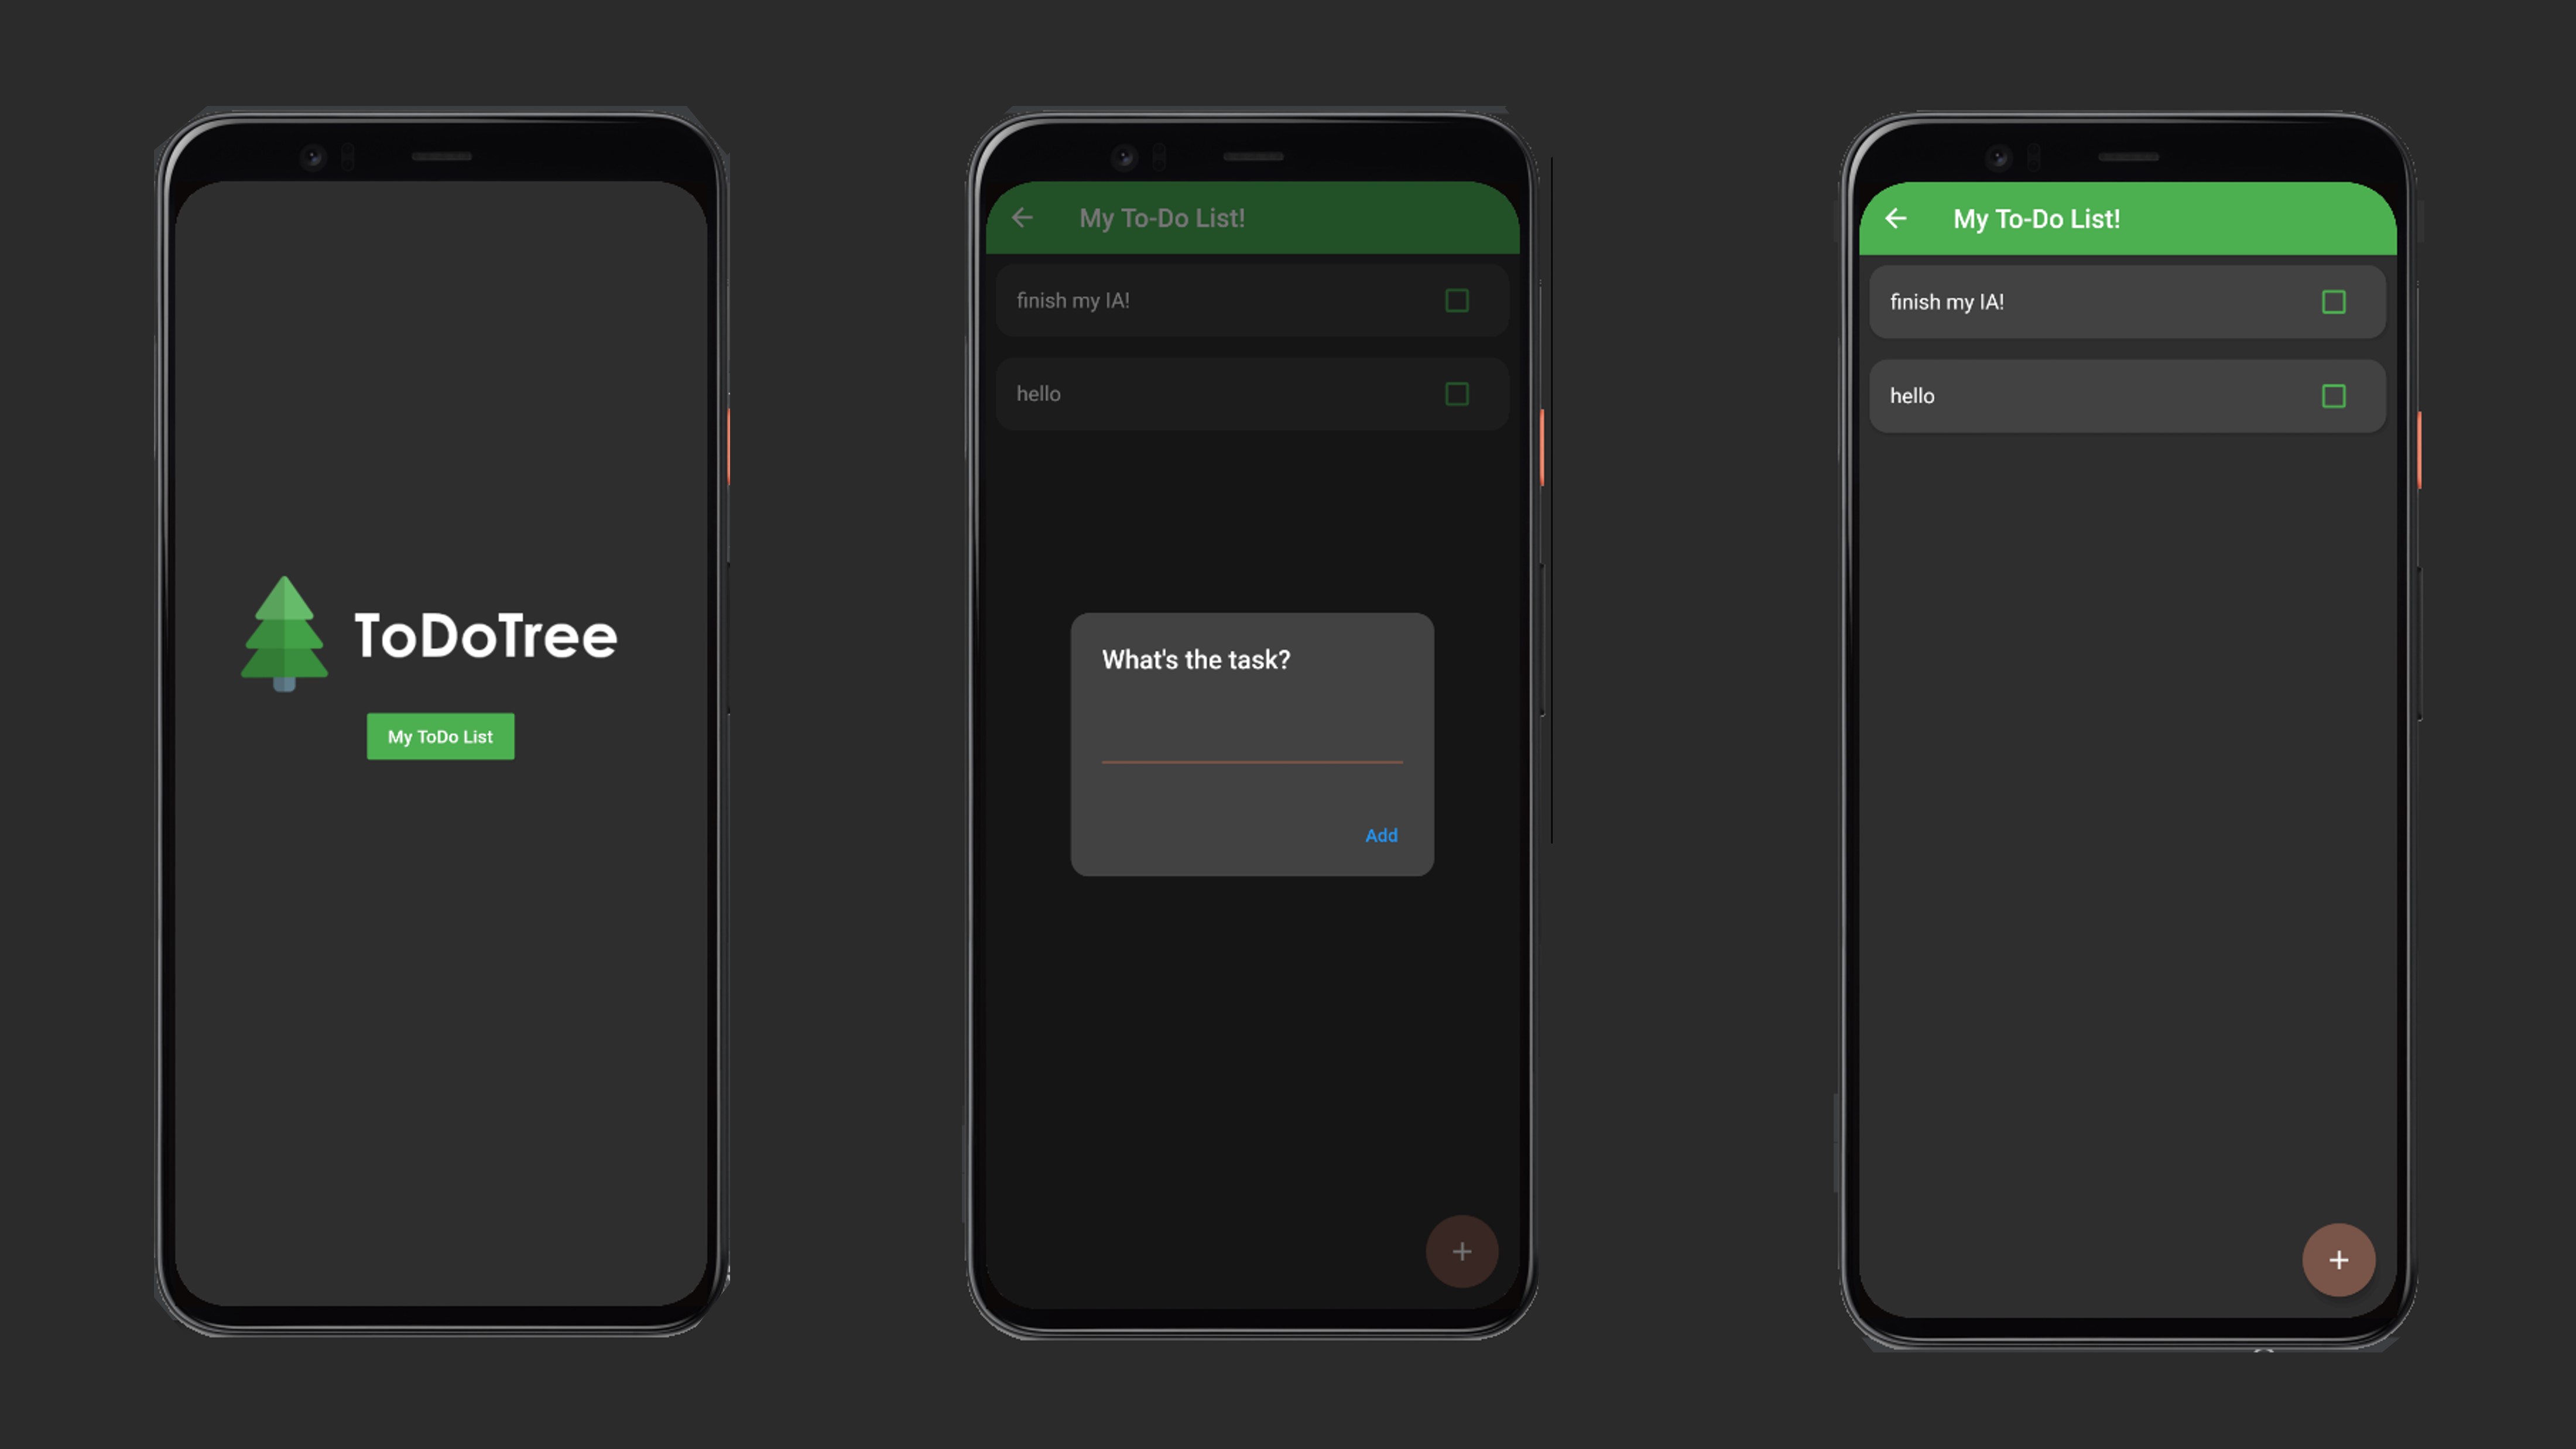 ToDoTree
My ToDo List
My To-Do List!
finish my IA!
hello
What's the task?
Add
+
My To-Do List!
finish my IA!
hello
+